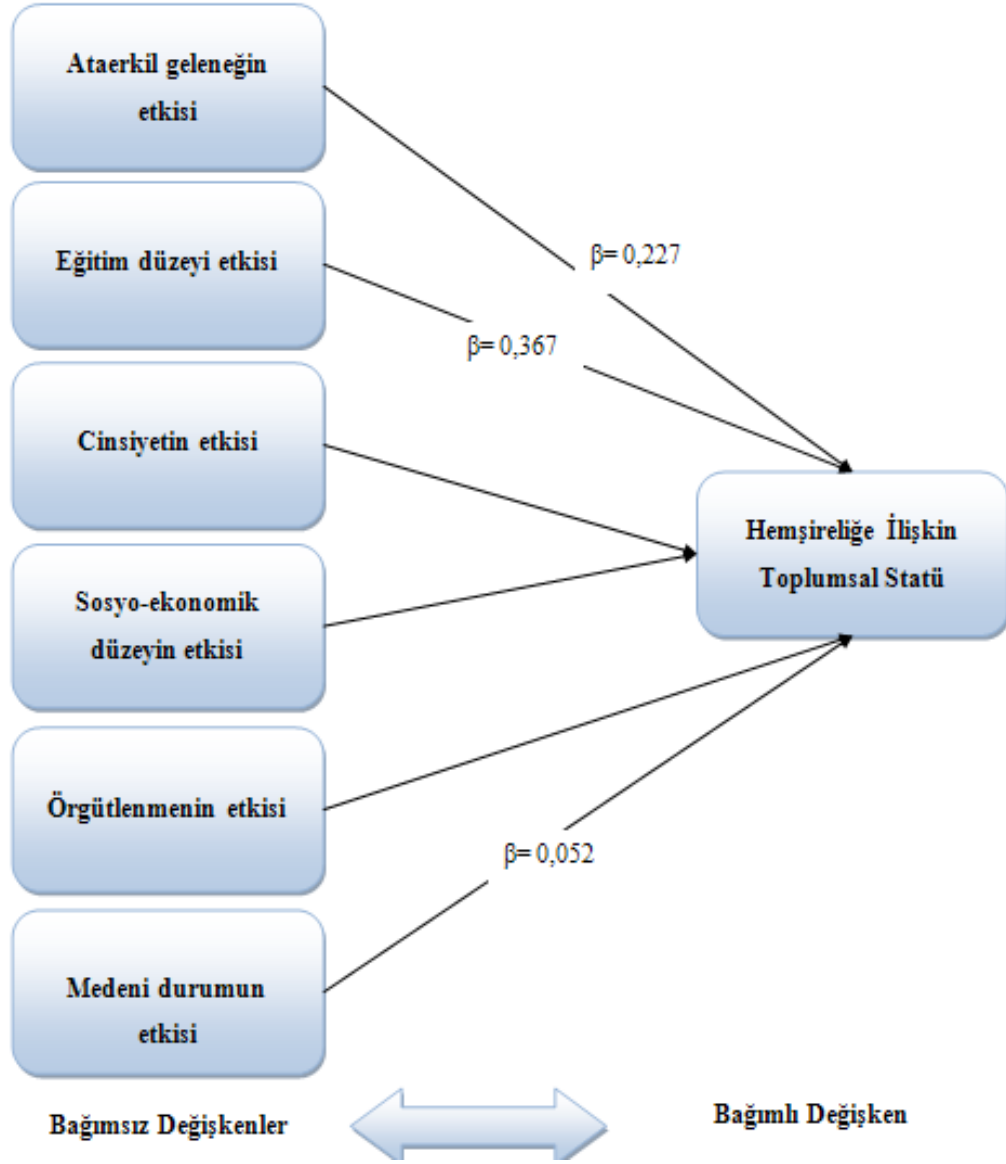 Ataerkil geleneğin
etkisi
Eğitim düzeyi etkisi
Cinsiyetin etkisi
Sosyo-ekonomik
düzeyin etkisi
Örgütlenmenin etkisi
Medeni durumun
etkisi
β= 0,227
β= 0,367
β= 0,052
Hemşireliğe İlişkin
Toplumsal Statü
Bağımsız Değişkenler
Bağımlı Değişken